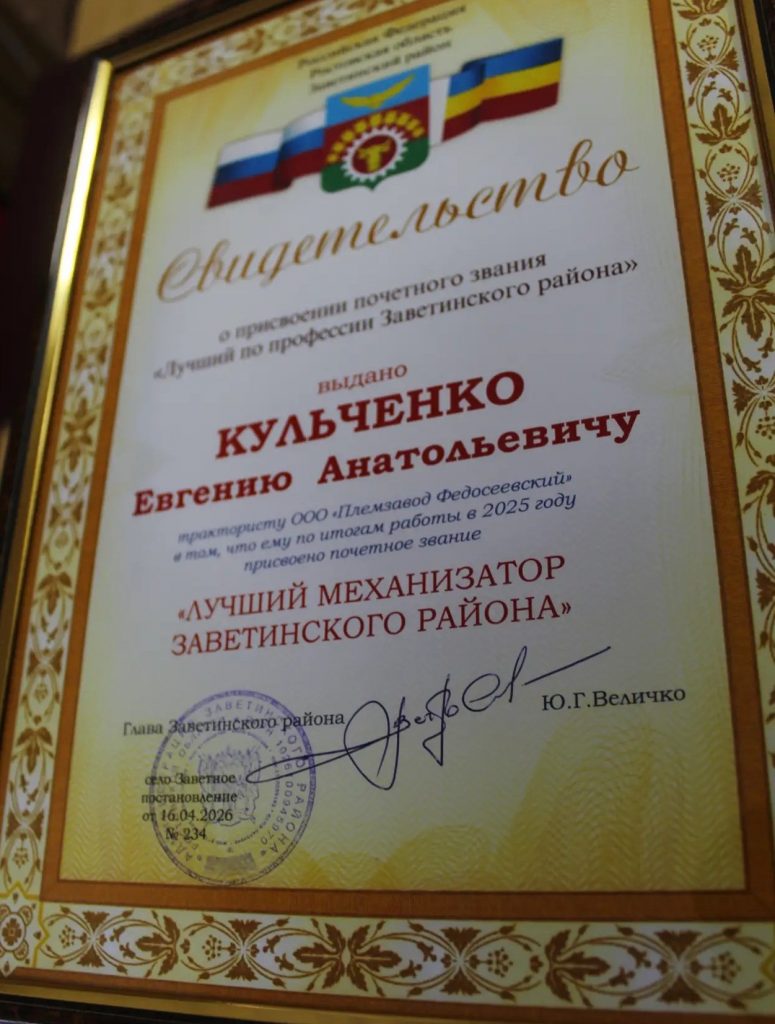 Российская Федерация
Ростовская область
Заветинский район
Свидетельство
о присвоении почетного звания
«Лучший по профессии Заветинского района»
выдано
КУЛЬЧЕНКО
Евгению Анатольевичу
трактористу ООО «Племзавод Федосеевский»
в том, что ему по итогам работы в 2025 году
присвоено почетное звание
«ЛУЧШИЙ МЕХАНИЗАТОР
ЗАВЕТИНСКОГО РАЙОНА»
Глава Заветинского района
Ю.Г.Величко
село Заветное
постановление
от 16.04.2026
№ 234
ЗАВЕТИНСКОГО РАЙОНА